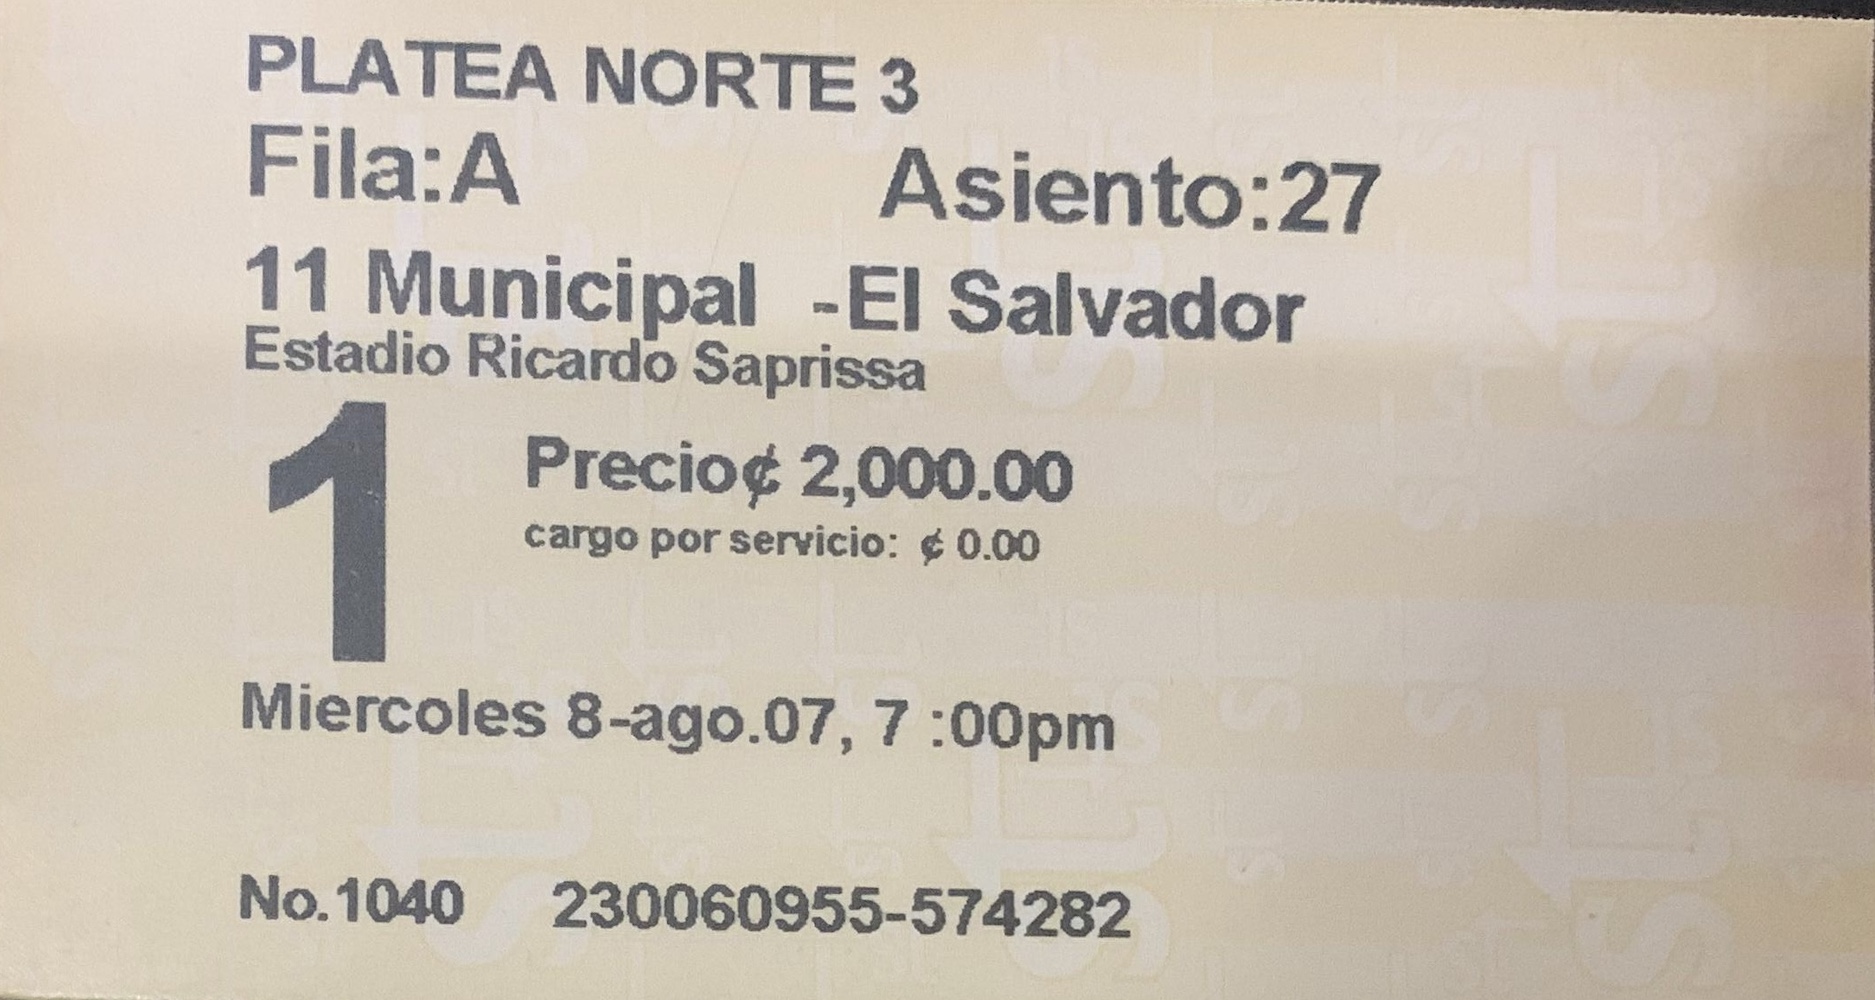 PLATEA NORTE 3
Fila:A Asiento:27
11 Municipal -El Salvador
Estadio Ricardo Saprissa
1
Precio¢ 2,000.00
cargo por servicio: ¢ 0.00
Miercoles 8-ago.07, 7 :00pm
No.1040 230060955-574282